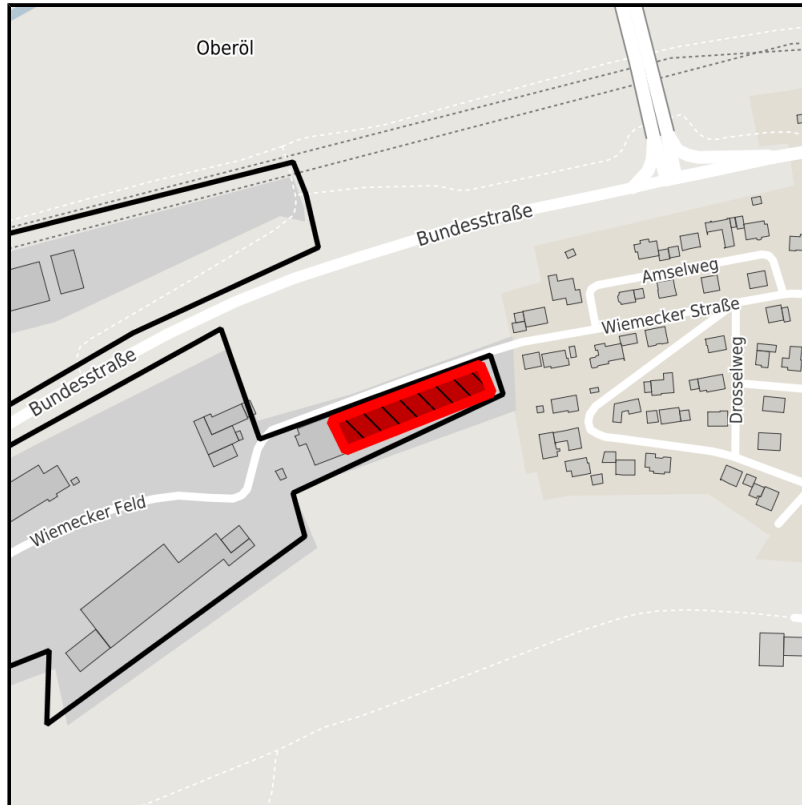 Oberöl
Bundesstraße
Amselweg
Wiemecker Straße
Drosselweg
Bundesstraße
Wiemecker Feld